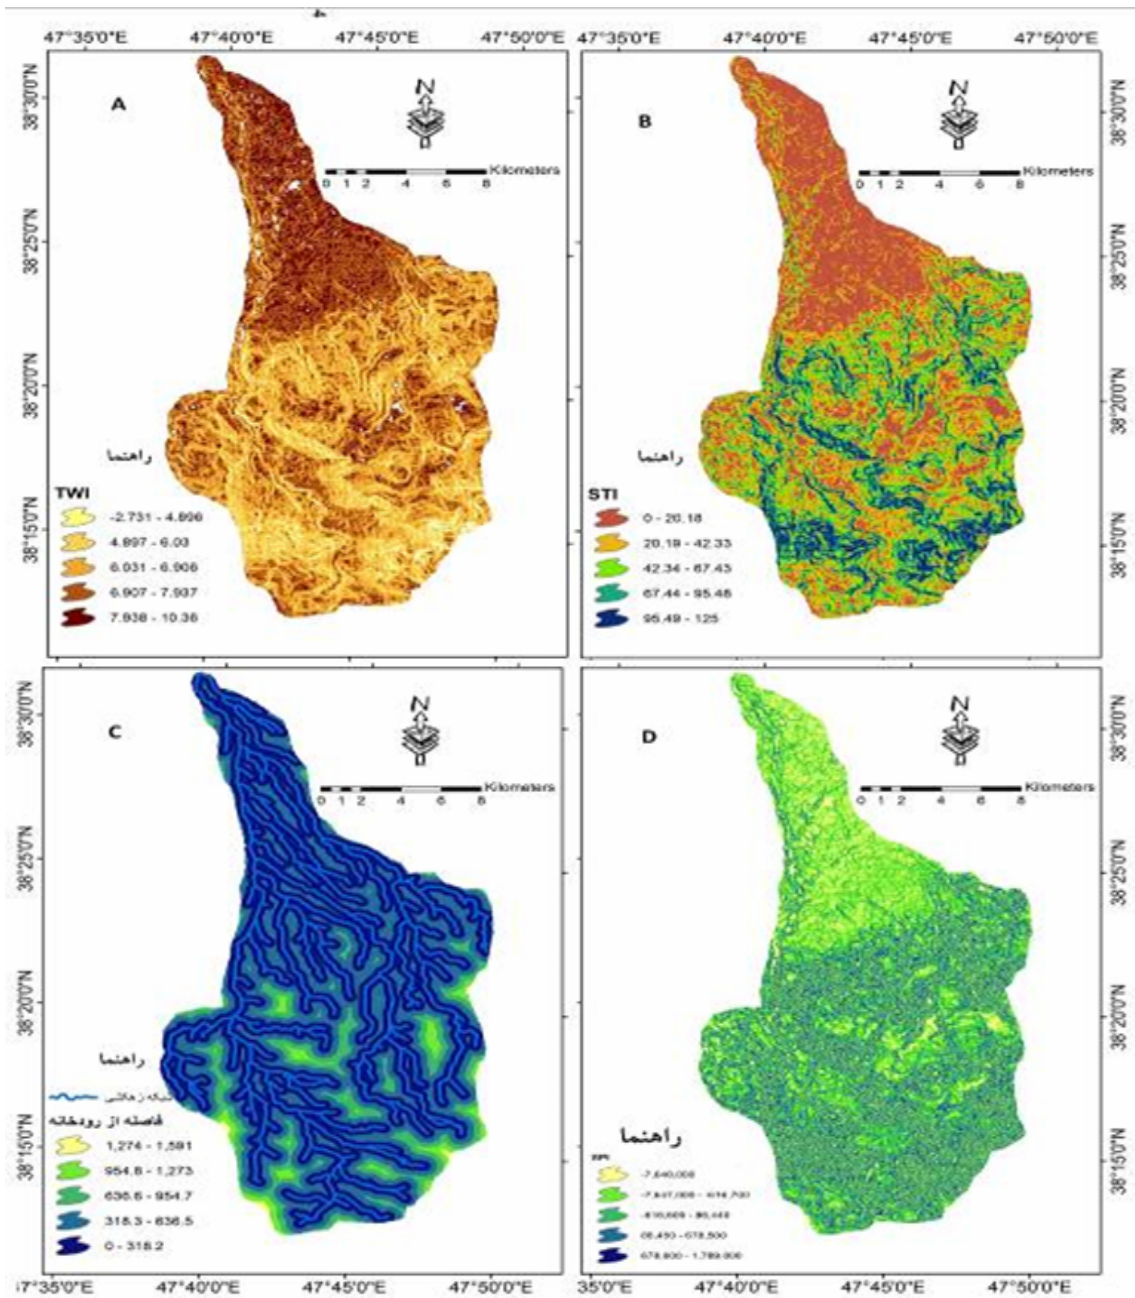 47°35'0"E 47°40'0"E 47°45'0"E 47°50'0"E
47°35'0"E 47°40'0"E 47°45'0"E 47°50'0"E
38°30'0"N
38°25'0"N
38°20'0"N
38°15'0"N
A
N
Kilometers
0 1 2 4 6 8
راهنما
TWI
-2.731 - 4.896
4.897 - 6.03
6.031 - 6.906
6.907 - 7.937
7.938 - 10.36
B
N
Kilometers
0 1 2 4 6 8
راهنما
STI
0 - 20.18
20.19 - 42.33
42.34 - 67.43
67.44 - 95.48
95.49 - 125
38°30'0"N
38°25'0"N
38°20'0"N
38°15'0"N
38°30'0"N
38°25'0"N
38°20'0"N
38°15'0"N
C
N
Kilometers
0 1 2 4 6 8
راهنما
شبکه زهکشی
فاصله از رودخانه
1,274 - 1,591
954.8 - 1,273
636.6 - 954.7
318.3 - 636.5
0 - 318.2
D
N
Kilometers
0 1 2 4 6 8
راهنما
SPI
38°30'0"N
38°25'0"N
38°20'0"N
38°15'0"N
47°35'0"E 47°40'0"E 47°45'0"E 47°50'0"E
35'0"E 47°40'0"E 47°45'0"E 47°50'0"E